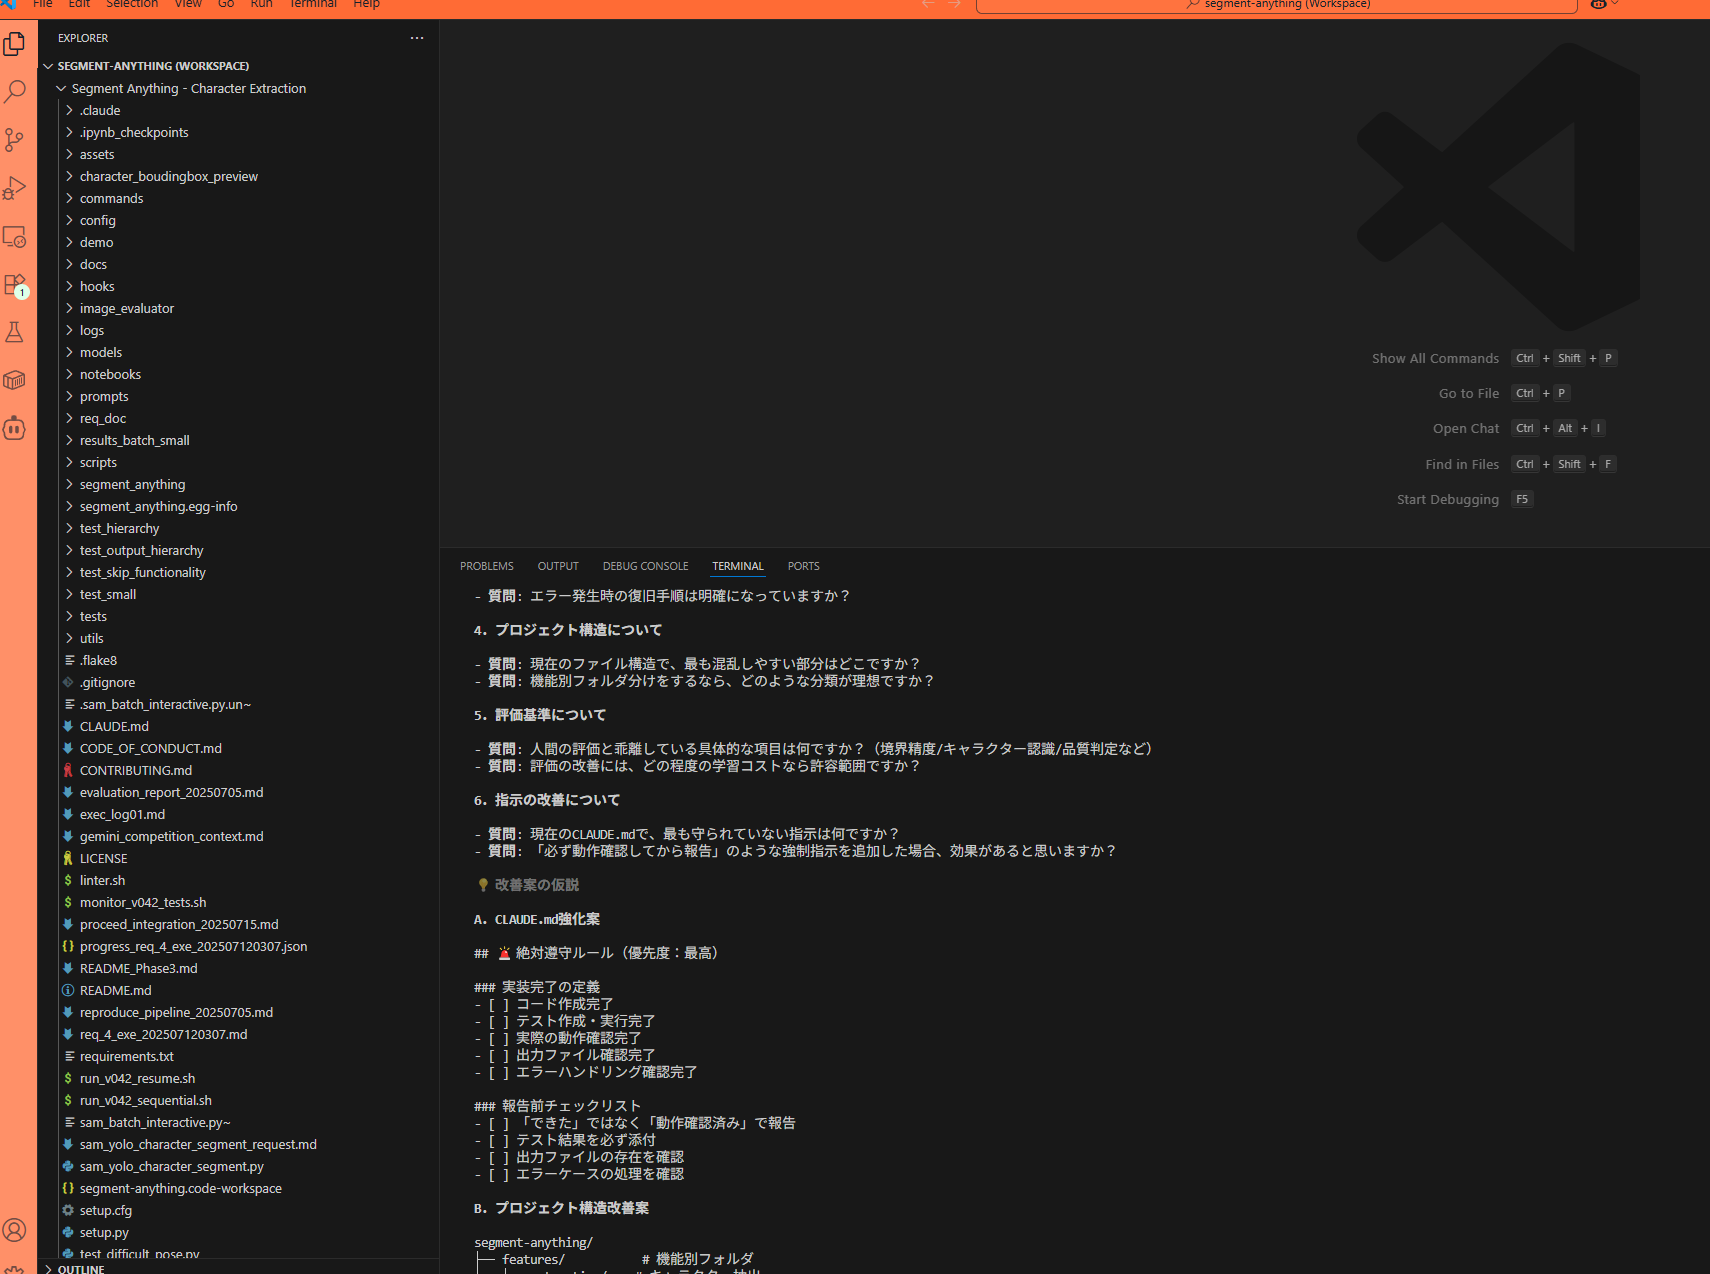 File Edit Selection View Go Run Terminal Help
segment-anything (Workspace)
EXPLORER
SEGMENT-ANYTHING (WORKSPACE)
Segment Anything - Character Extraction
.claude
.ipynb_checkpoints
assets
character_boudingbox_preview
commands
config
demo
docs
hooks
image_evaluator
logs
models
notebooks
prompts
req_doc
results_batch_small
scripts
segment_anything
segment_anything.egg-info
test_hierarchy
test_output_hierarchy
test_skip_functionality
test_small
tests
utils
.flake8
.gitignore
.sam_batch_interactive.py.un~
CLAUDE.md
CODE_OF_CONDUCT.md
CONTRIBUTING.md
evaluation_report_20250705.md
exec_log01.md
gemini_competition_context.md
LICENSE
linter.sh
monitor_v042_tests.sh
proceed_integration_20250715.md
progress_req_4_exe_202507120307.json
README_Phase3.md
README.md
reproduce_pipeline_20250705.md
req_4_exe_202507120307.md
requirements.txt
run_v042_resume.sh
run_v042_sequential.sh
sam_batch_interactive.py~
sam_yolo_character_segment_request.md
sam_yolo_character_segment.py
segment-anything.code-workspace
setup.cfg
setup.py
test_difficult_pose.py
OUTLINE
1
Show All Commands Ctrl + Shift + P
Go to File Ctrl + P
Open Chat Ctrl + Alt + I
Find in Files Ctrl + Shift + F
Start Debugging F5
PROBLEMS OUTPUT DEBUG CONSOLE TERMINAL PORTS
- 質問: エラー発生時の復旧手順は明確になっていますか？
4. プロジェクト構造について
- 質問: 現在のファイル構造で、最も混乱しやすい部分はどこですか？
- 質問: 機能別フォルダ分けをするなら、どのような分類が理想ですか？
5. 評価基準について
- 質問: 人間の評価と乖離している具体的な項目は何ですか？（境界精度/キャラクター認識/品質判定など）
- 質問: 評価の改善には、どの程度の学習コストなら許容範囲ですか？
6. 指示の改善について
- 質問: 現在のCLAUDE.mdで、最も守られていない指示は何ですか？
- 質問: 「必ず動作確認してから報告」のような強制指示を追加した場合、効果があると思いますか？
💡 改善案の仮説
A. CLAUDE.md強化案
## 🚨 絶対遵守ルール（優先度：最高）
### 実装完了の定義
- [ ] コード作成完了
- [ ] テスト作成・実行完了
- [ ] 実際の動作確認完了
- [ ] 出力ファイル確認完了
- [ ] エラーハンドリング確認完了
### 報告前チェックリスト
- [ ] 「できた」ではなく「動作確認済み」で報告
- [ ] テスト結果を必ず添付
- [ ] 出力ファイルの存在を確認
- [ ] エラーケースの処理を確認
B. プロジェクト構造改善案
segment-anything/
├── features/ # 機能別フォルダ